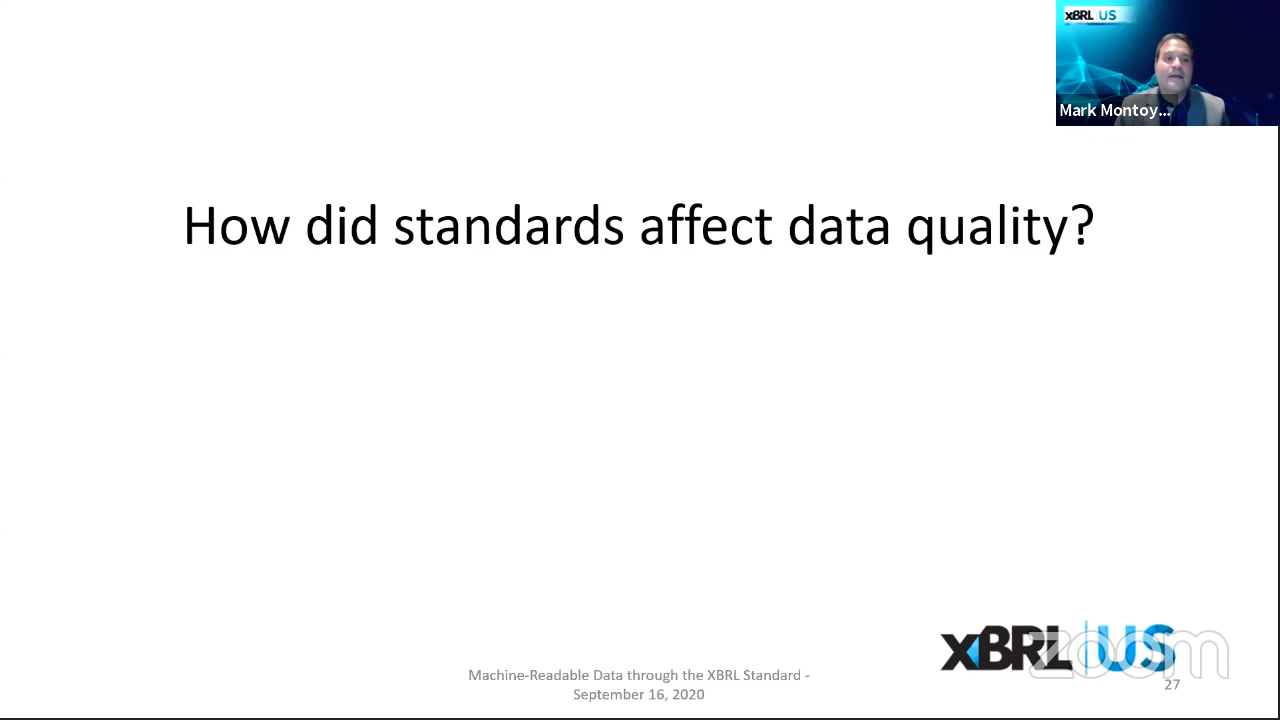 XBRL US
Mark Montoy...
How did standards affect data quality?
XBRL US
zoom
Machine-Readable Data through the XBRL Standard -
September 16, 2020
27